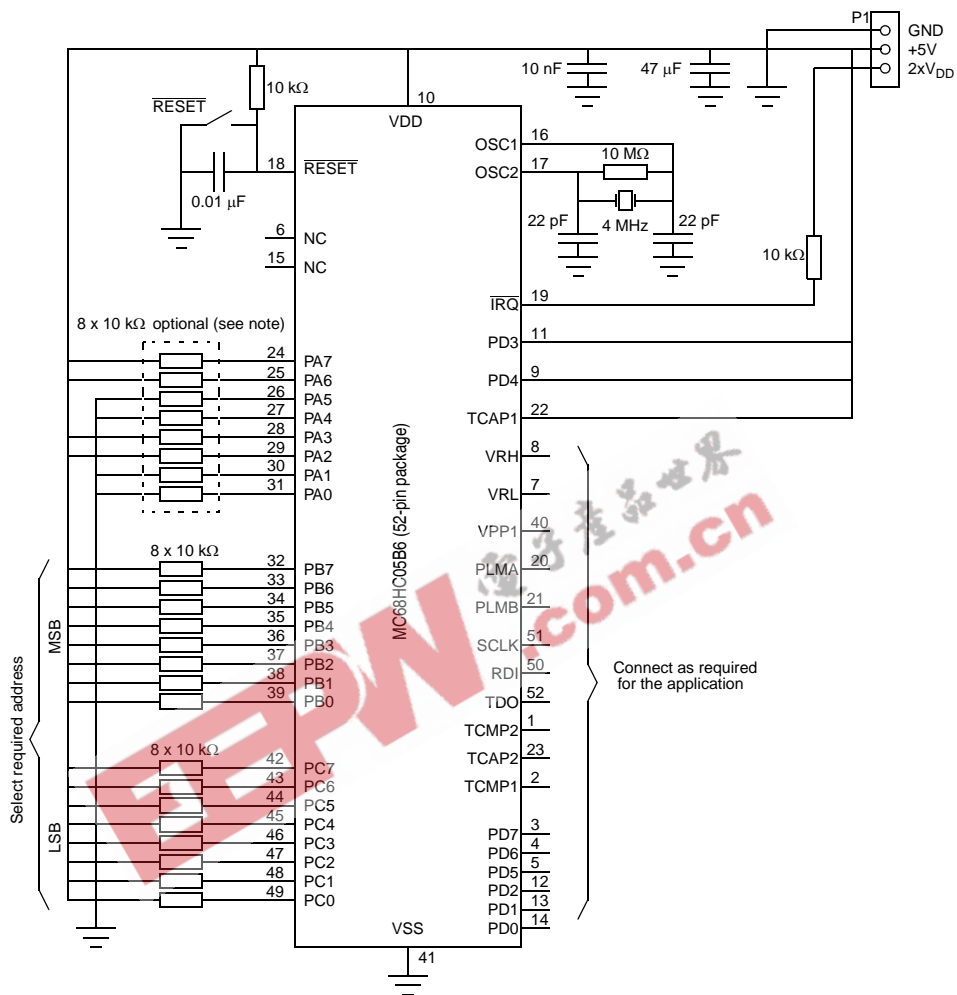 P1
GND
+5V
2xVDD
10 nF
47 µF
10 kΩ
RESET
0.01 µF
10
VDD
18 RESET
6 NC
15 NC
OSC1 16
OSC2 17
10 MΩ
22 pF
4 MHz
22 pF
10 kΩ
IRQ 19
PD3 11
PD4 9
TCAP1 22
VRH 8
VRL 7
VPP1 40
PLMA 20
PLMB 21
SCLK 51
RDI 50
TDO 52
TCMP2 1
TCAP2 23
TCMP1 2
PD7 3
PD6 4
PD5 5
PD2 12
PD1 13
PD0 14
Connect as required
for the application
8 x 10 kΩ optional (see note)
24 PA7
25 PA6
26 PA5
27 PA4
28 PA3
29 PA2
30 PA1
31 PA0
8 x 10 kΩ
32 PB7
33 PB6
34 PB5
35 PB4
36 PB3
37 PB2
38 PB1
39 PB0
8 x 10 kΩ
42 PC7
43 PC6
44 PC5
45 PC4
46 PC3
47 PC2
48 PC1
49 PC0
Select required address
MSB
LSB
MC68HC05B6 (52-pin package)
VSS
41
EEPW.com.cn
電子產品世界